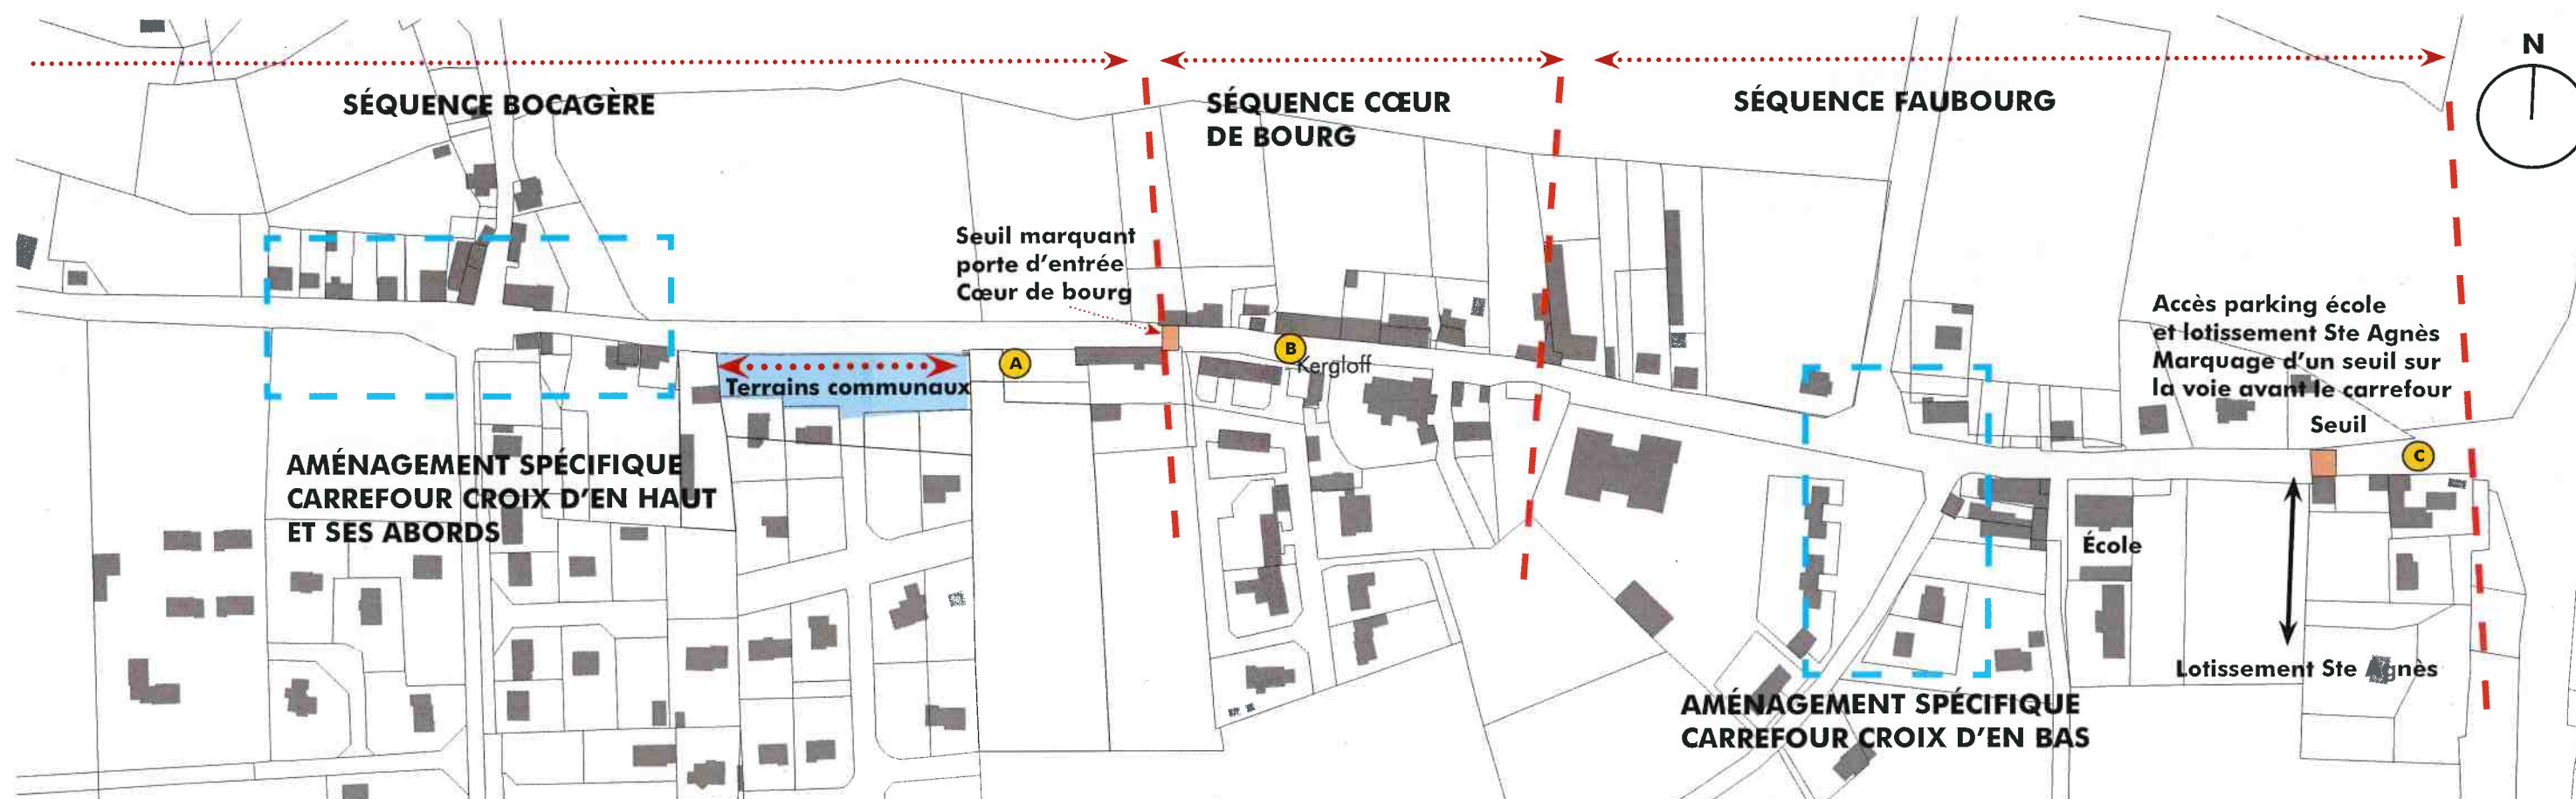 N
SÉQUENCE BOCAGÈRE
SÉQUENCE CŒUR
DE BOURG
SÉQUENCE FAUBOURG
Seuil marquant
porte d'entrée
Cœur de bourg
Accès parking école
et lotissement Ste Agnès
Marquage d'un seuil sur
la voie avant le carrefour
Seuil
A
B
Kergloff
C
Terrains communaux
AMÉNAGEMENT SPÉCIFIQUE
CARREFOUR CROIX D'EN HAUT
ET SES ABORDS
École
Lotissement Ste Agnès
AMÉNAGEMENT SPÉCIFIQUE
CARREFOUR CROIX D'EN BAS